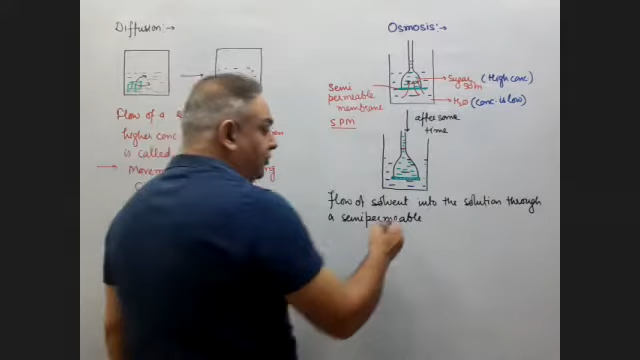 Diffusion:→
Flow of a
higher conc
is called
→ Movem
Osmosis:→
Semi
permeable
membrane
S.P.M
Sugar soln (High conc)
H₂O (conc is low)
after some
time
Flow of solvent into the solution through
a semipermeable